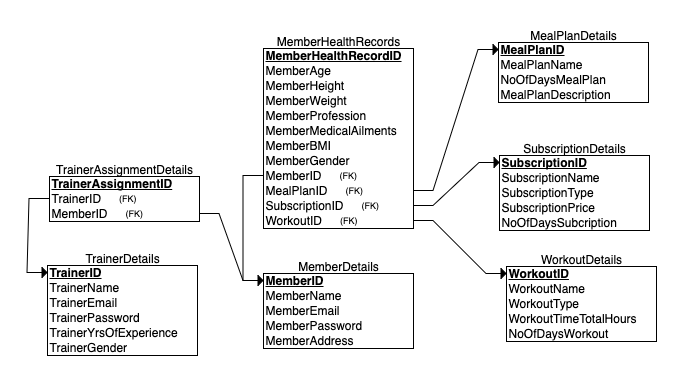 MemberHealthRecords
MemberHealthRecordID
MemberAge
MemberHeight
MemberWeight
MemberProfession
MemberMedicalAilments
MemberBMI
MemberGender
MemberID (FK)
MealPlanID (FK)
SubscriptionID (FK)
WorkoutID (FK)
MealPlanDetails
MealPlanID
MealPlanName
NoOfDaysMealPlan
MealPlanDescription
SubscriptionDetails
SubscriptionID
SubscriptionName
SubscriptionType
SubscriptionPrice
NoOfDaysSubcription
TrainerAssignmentDetails
TrainerAssignmentID
TrainerID (FK)
MemberID (FK)
TrainerDetails
TrainerID
TrainerName
TrainerEmail
TrainerPassword
TrainerYrsOfExperience
TrainerGender
MemberDetails
MemberID
MemberName
MemberEmail
MemberPassword
MemberAddress
WorkoutDetails
WorkoutID
WorkoutName
WorkoutType
WorkoutTimeTotalHours
NoOfDaysWorkout